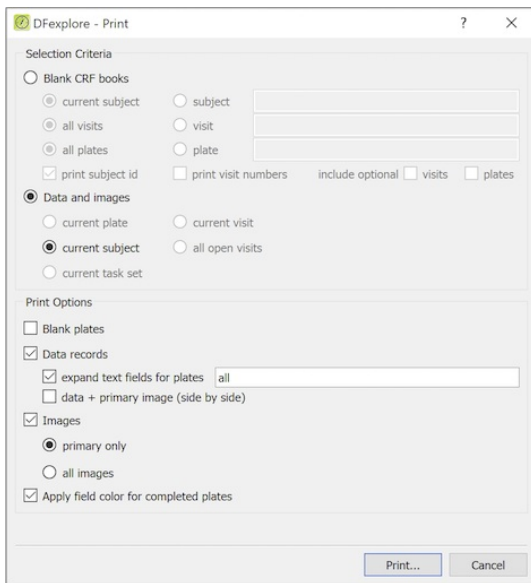 DFexplore - Print ?
Selection Criteria
Blank CRF books
current subject subject
all visits visit
all plates plate
print subject id print visit numbers include optional visits plates
Data and images
current plate current visit
current subject all open visits
current task set
Print Options
Blank plates
Data records
expand text fields for plates all
data + primary image (side by side)
Images
primary only
all images
Apply field color for completed plates
Print... Cancel